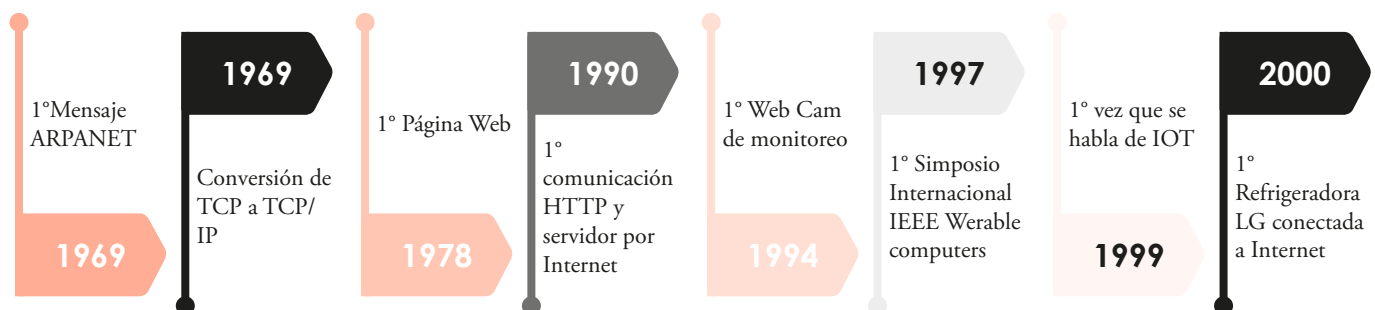 1°Mensaje
ARPANET
1969
1969
Conversión de
TCP a TCP/
IP
1° Página Web
1978
1990
1°
comunicación
HTTP y
servidor por
Internet
1° Web Cam
de monitoreo
1994
1997
1° Simposio
Internacional
IEEE Werable
computers
1° vez que se
habla de IOT
1999
2000
1°
Refrigeradora
LG conectada
a Internet